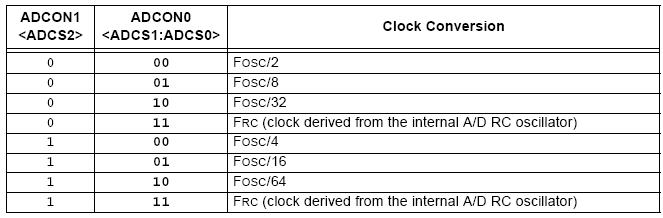 ADCON1 <ADCS2> ADCON0 <ADCS1:ADCS0> Clock Conversion
0 00 FOSC/2
0 01 FOSC/8
0 10 FOSC/32
0 11 FRC (clock derived from the internal A/D RC oscillator)
1 00 FOSC/4
1 01 FOSC/16
1 10 FOSC/64
1 11 FRC (clock derived from the internal A/D RC oscillator)